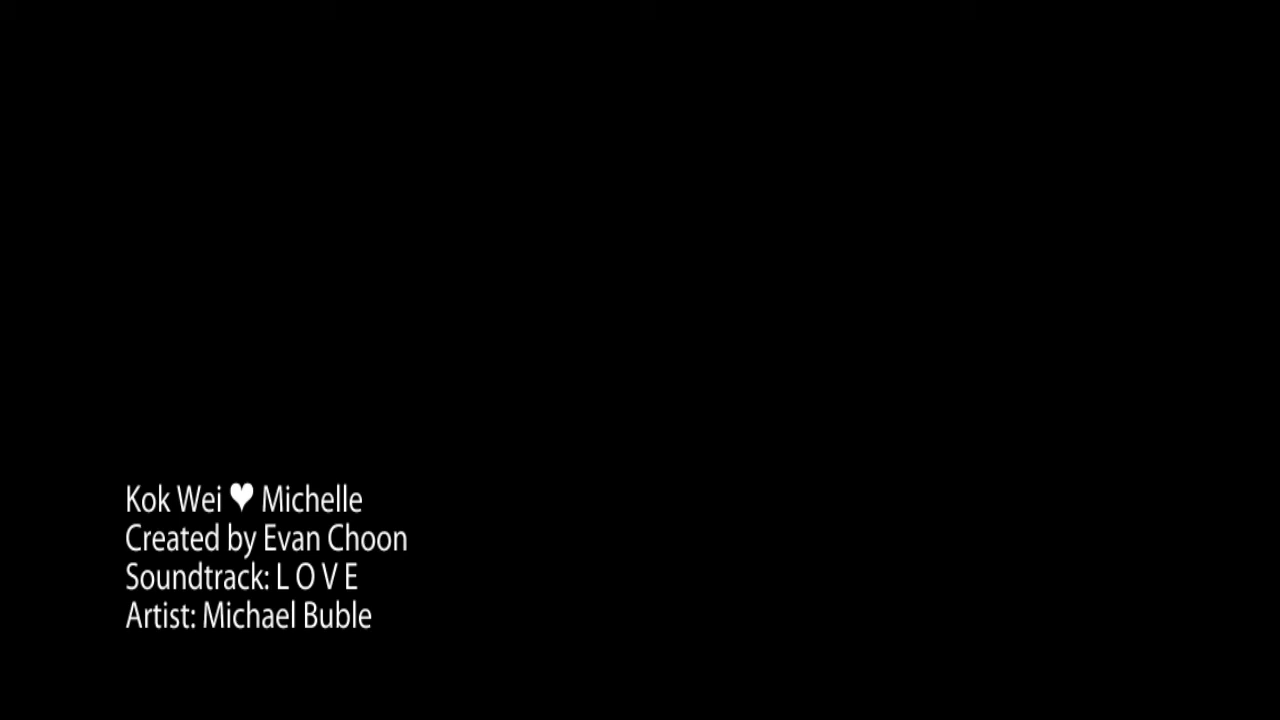 Kok Wei ♥ Michelle
Created by Evan Choon
Soundtrack: L O V E
Artist: Michael Buble